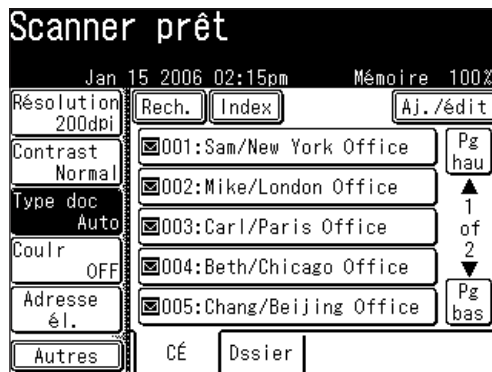 Scanner prêt
Jan 15 2006 02:15pm Mémoire 100%
Résolution
200dpi
Contrast
Normal
Type doc
Auto
Coulr
OFF
Adresse
él.
Autres
Rech. Index Aj./édit
001:Sam/New York Office
002:Mike/London Office
003:Carl/Paris Office
004:Beth/Chicago Office
005:Chang/Beijing Office
Pg
hau
1
of
2
Pg
bas
CÉ Dssier